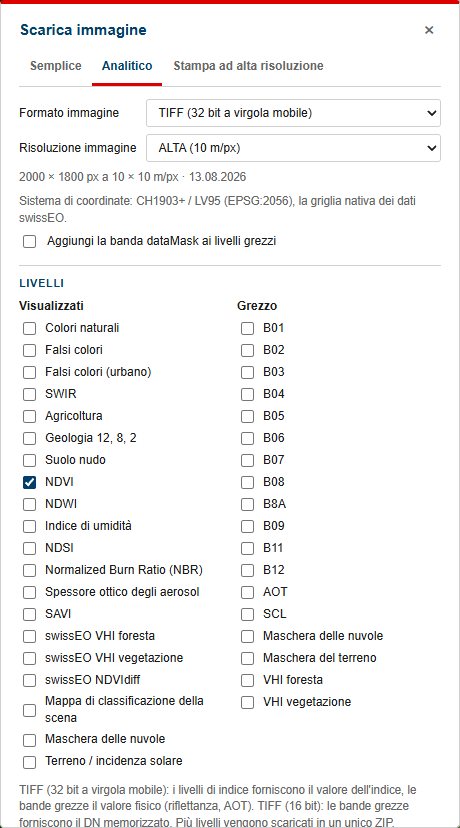 Scarica immagine ×
Semplice Analitico Stampa ad alta risoluzione
Formato immagine TIFF (32 bit a virgola mobile)
Risoluzione immagine ALTA (10 m/px)
2000 × 1800 px a 10 × 10 m/px · 13.08.2026
Sistema di coordinate: CH1903+ / LV95 (EPSG:2056), la griglia nativa dei dati
swissEO.
Aggiungi la banda dataMask ai livelli grezzi
LIVELLI
Visualizzati
Colori naturali
Falsi colori
Falsi colori (urbano)
SWIR
Agricoltura
Geologia 12, 8, 2
Suolo nudo
NDVI
NDWI
Indice di umidità
NDSI
Normalized Burn Ratio (NBR)
Spessore ottico degli aerosol
SAVI
swissEO VHI foresta
swissEO VHI vegetazione
swissEO NDVIdiff
Mappa di classificazione della
scena
Maschera delle nuvole
Terreno / incidenza solare
Grezzo
B01
B02
B03
B04
B05
B06
B07
B08
B8A
B09
B11
B12
AOT
SCL
Maschera delle nuvole
Maschera del terreno
VHI foresta
VHI vegetazione
TIFF (32 bit a virgola mobile): i livelli di indice forniscono il valore dell'indice, le
bande grezze il valore fisico (riflettanza, AOT). TIFF (16 bit): le bande grezze
forniscono il DN memorizzato. Più livelli vengono scaricati in un unico ZIP.